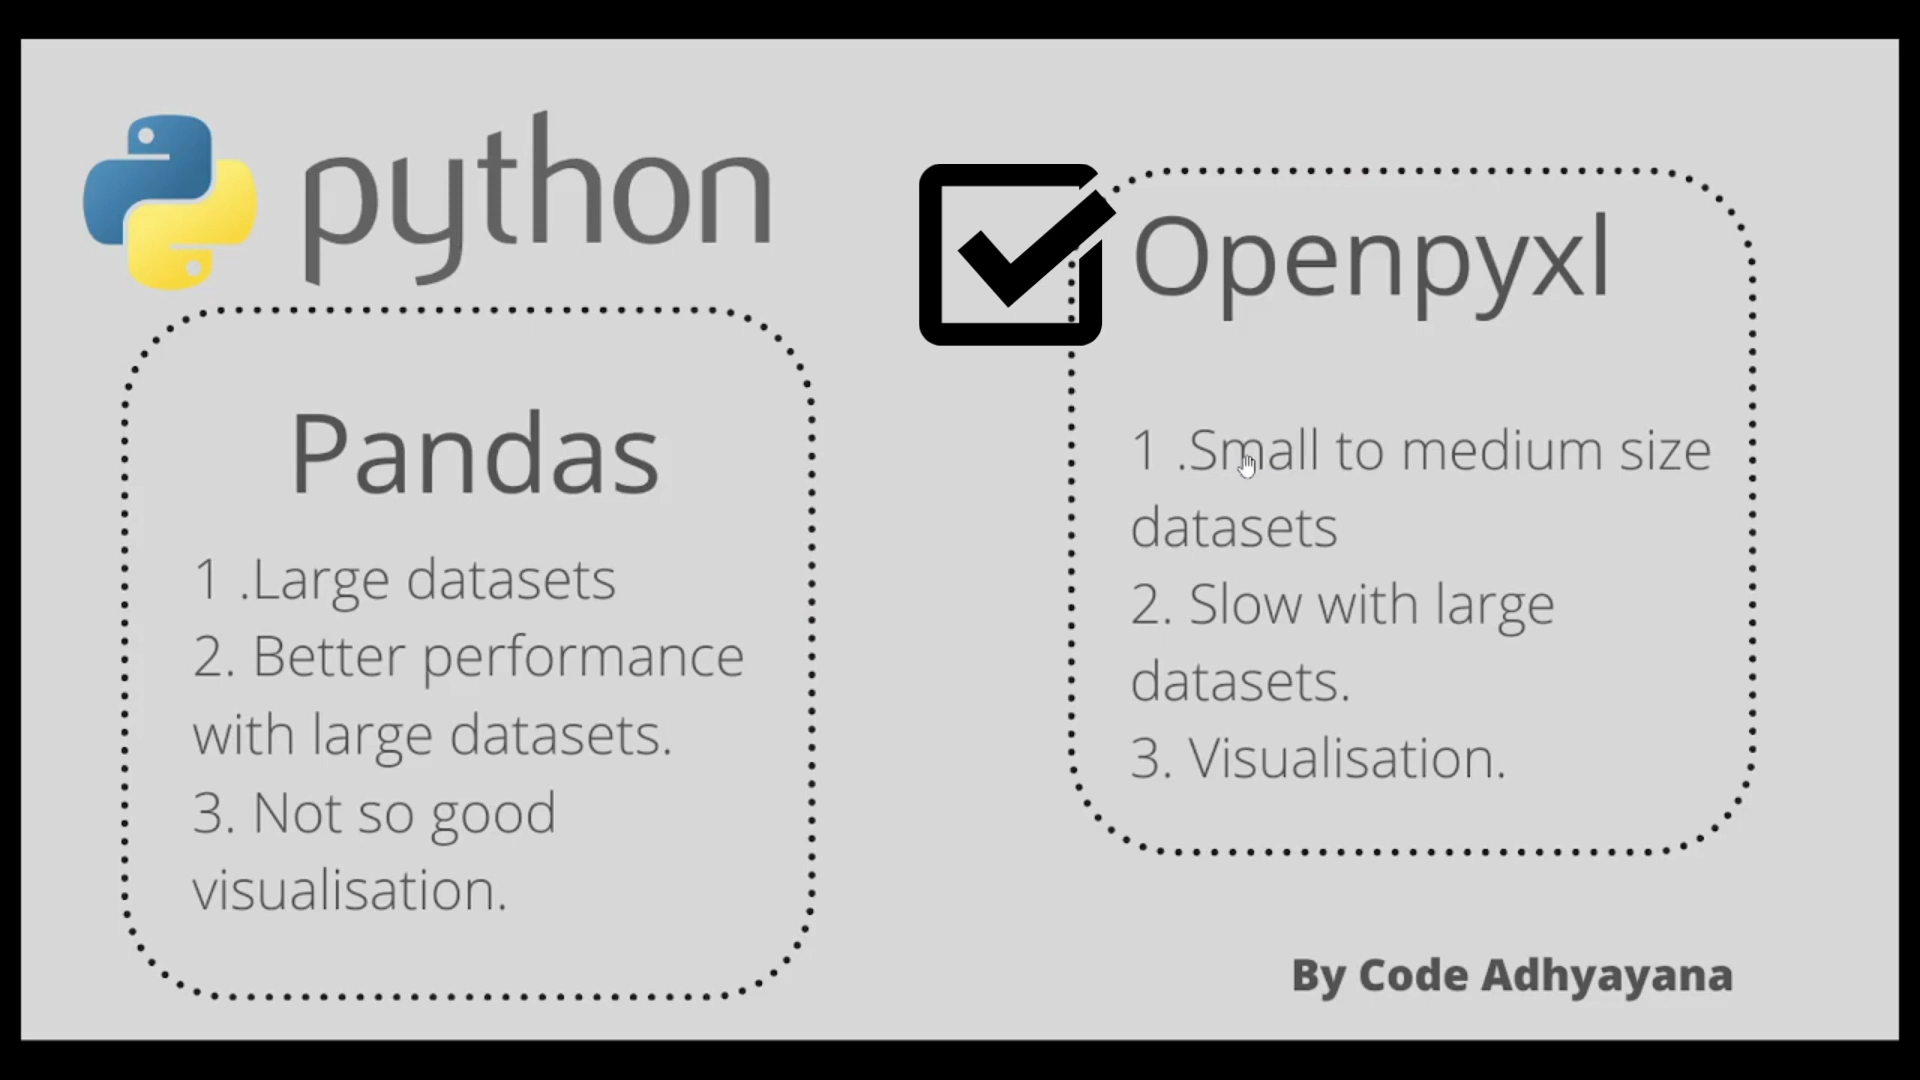 python
Pandas
1 .Large datasets
2. Better performance
with large datasets.
3. Not so good
visualisation.
Openpyxl
1 .Small to medium size
datasets
2. Slow with large
datasets.
3. Visualisation.
By Code Adhyayana